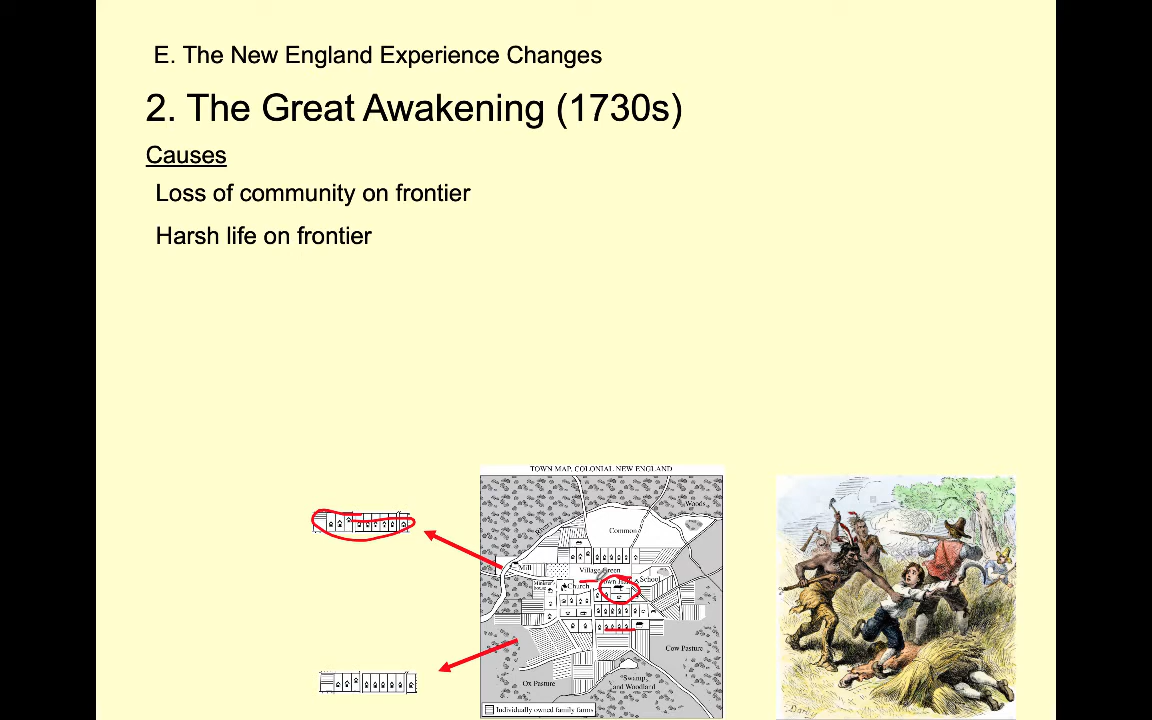 E. The New England Experience Changes
2. The Great Awakening (1730s)
Causes
Loss of community on frontier
Harsh life on frontier
TOWN MAP, COLONIAL NEW ENGLAND
Woods
Common
Mill
Village Green
School
Church
Cow Pasture
Ox Pasture
Swamp
and Woodland
Individually owned family farms